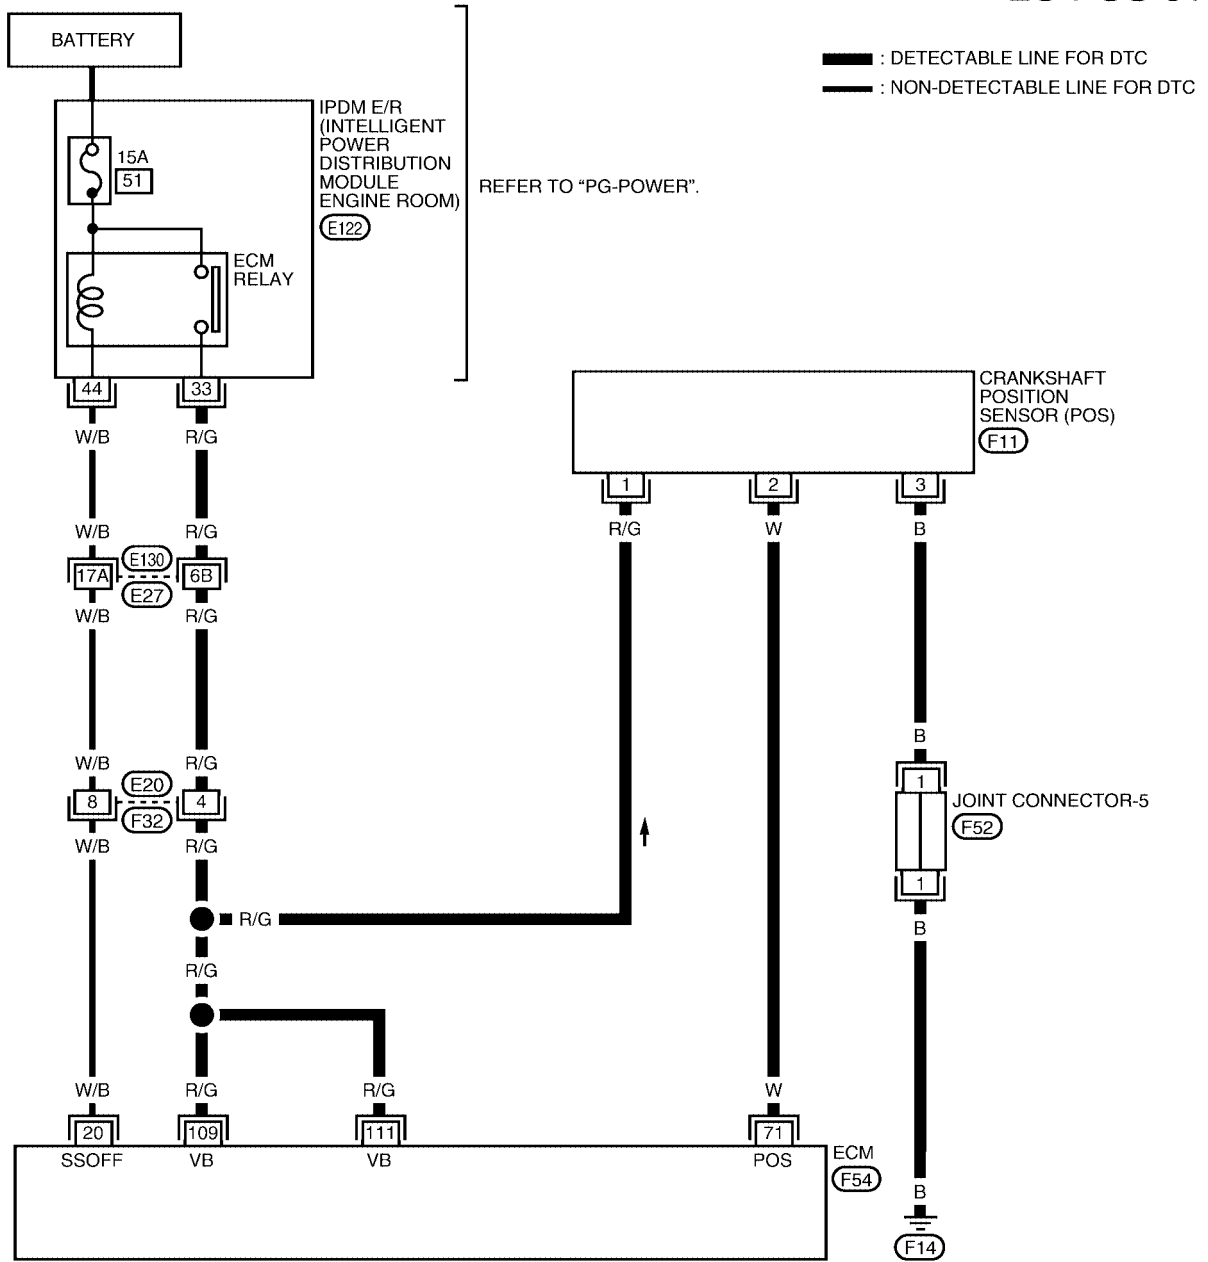 BATTERY
: DETECTABLE LINE FOR DTC
: NON-DETECTABLE LINE FOR DTC
IPDM E/R
(INTELLIGENT
POWER
DISTRIBUTION
MODULE
ENGINE ROOM)
E122
15A
51
REFER TO “PG-POWER”.
ECM
RELAY
44
33
W/B
R/G
CRANKSHAFT
POSITION
SENSOR (POS)
F11
1
2
3
R/G
W
B
W/B
R/G
17A
E130
E27
6B
W/B
R/G
B
W/B
R/G
8
E20
F32
4
1
JOINT CONNECTOR-5
F52
1
W/B
R/G
R/G
B
R/G
W/B
R/G
R/G
W
20
109
111
71
SSOFF
VB
VB
POS
ECM
F54
B
F14